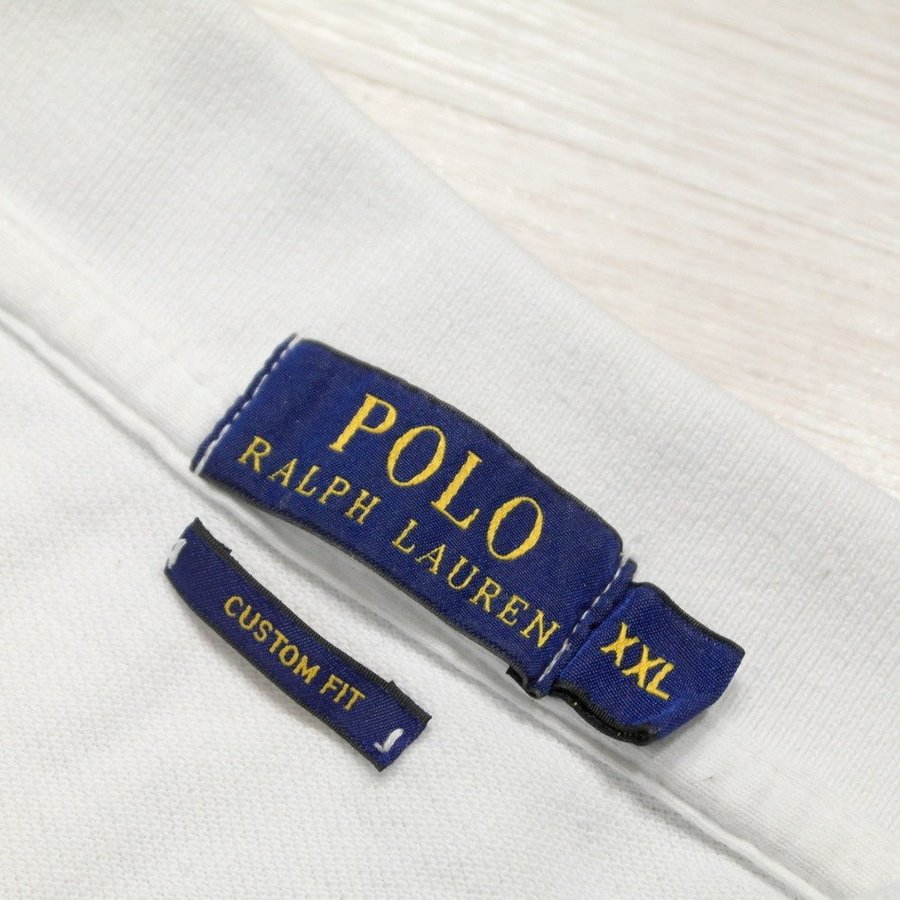 POLO
RALPH LAUREN
XXL
CUSTOM FIT